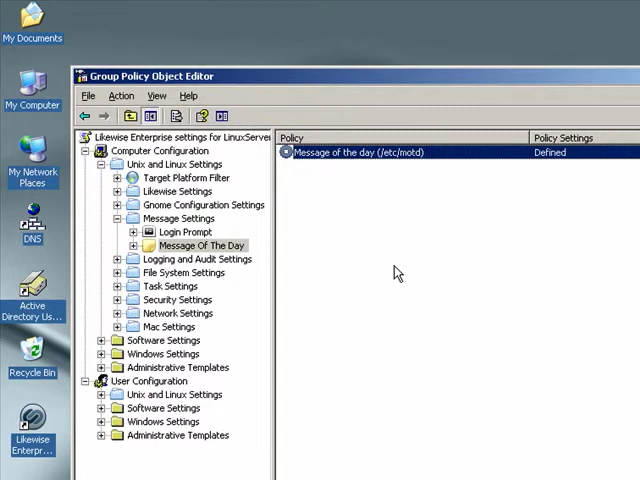 My Documents
My Computer
My Network
Places
DNS
Active
Directory Us...
Recycle Bin
Likewise
Enterpr...
Group Policy Object Editor
File Action View Help
Likewise Enterprise settings for LinuxServer
Computer Configuration
Unix and Linux Settings
Target Platform Filter
Likewise Settings
Gnome Configuration Settings
Message Settings
Login Prompt
Message Of The Day
Logging and Audit Settings
File System Settings
Task Settings
Security Settings
Network Settings
Mac Settings
Software Settings
Windows Settings
Administrative Templates
User Configuration
Unix and Linux Settings
Software Settings
Windows Settings
Administrative Templates
Policy Policy Settings
Message of the day (/etc/motd) Defined